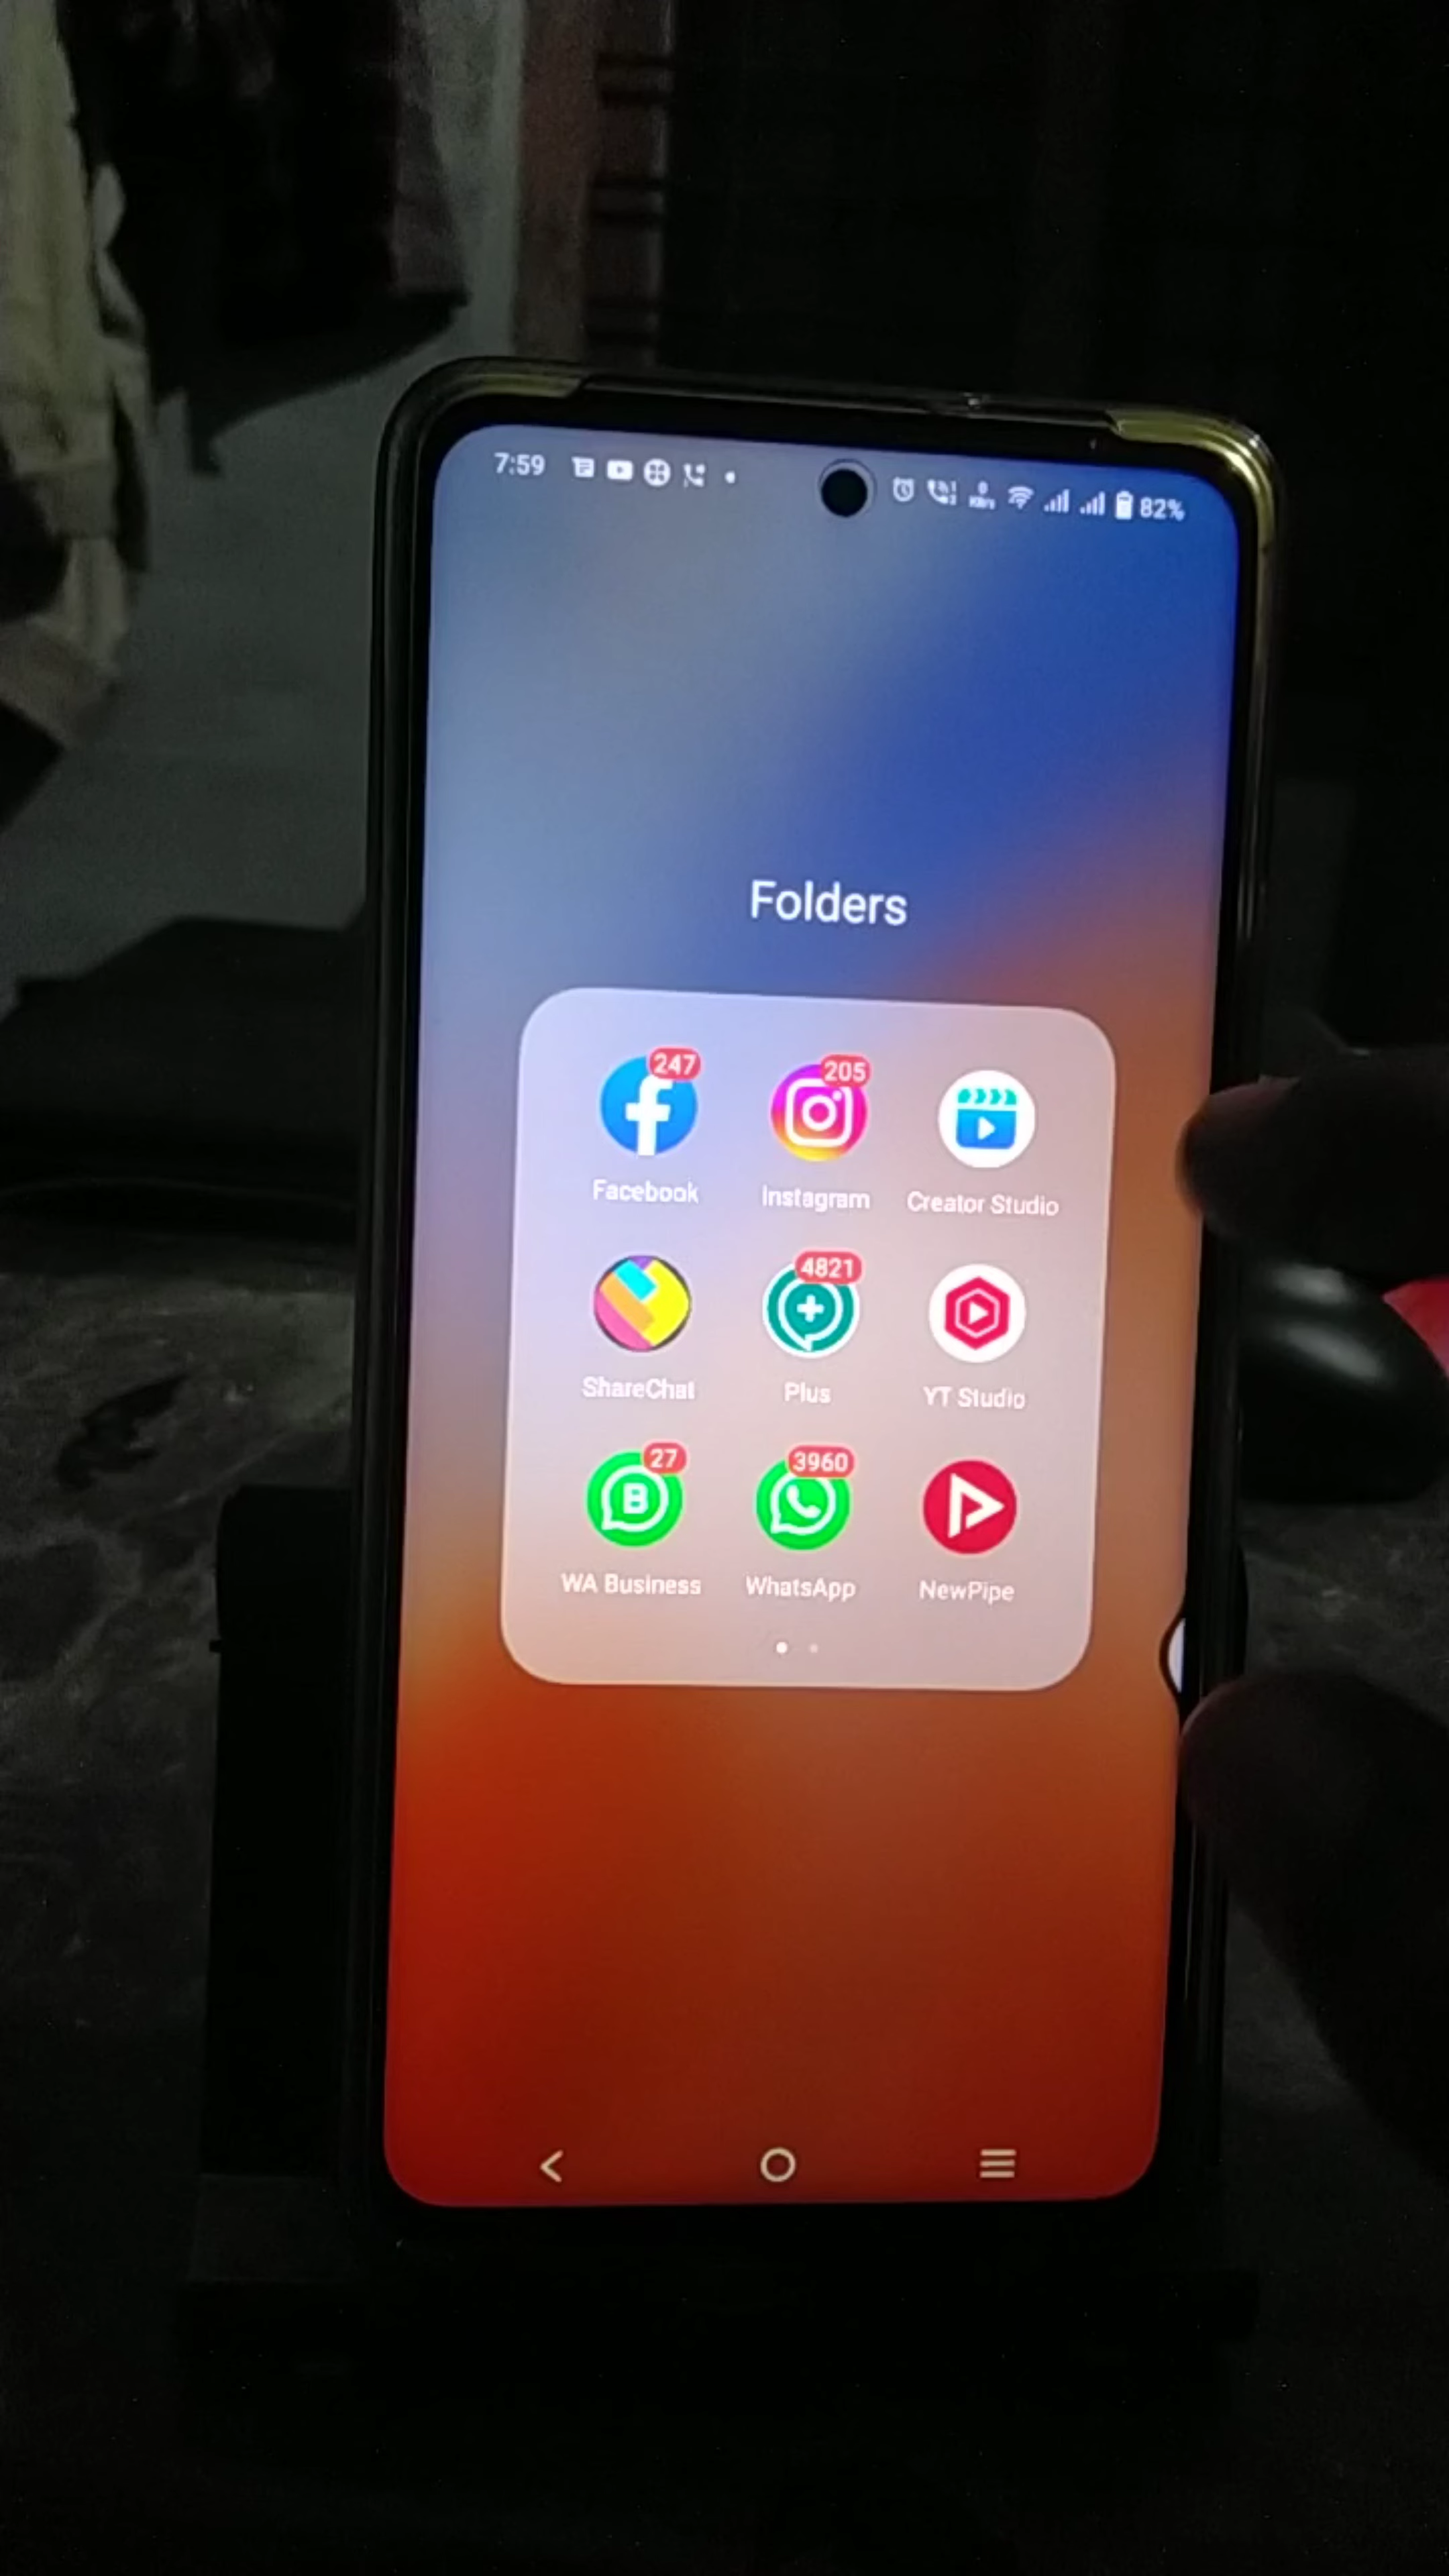 7:59 82%
Folders
247 205
Facebook Instagram Creator Studio
4821
ShareChat Plus YT Studio
27 3960
B
WA Business WhatsApp NewPipe